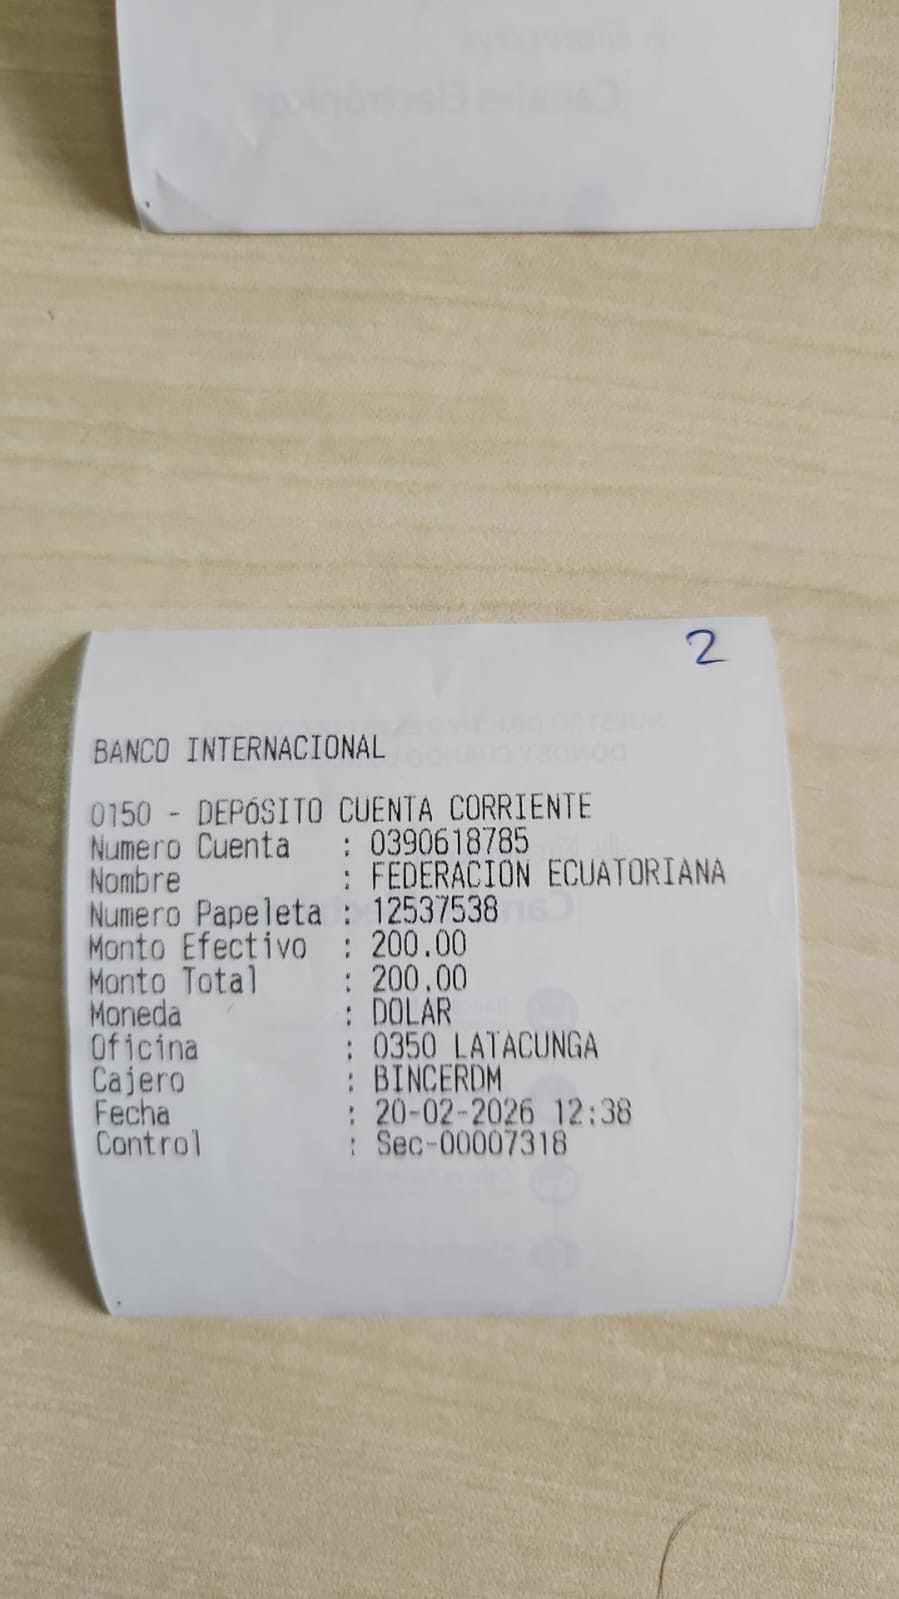 Canales Electrónicos
2
BANCO INTERNACIONAL
0150 - DEPÓSITO CUENTA CORRIENTE
Numero Cuenta : 0390618785
Nombre : FEDERACION ECUATORIANA
Numero Papeleta : 12537538
Monto Efectivo : 200.00
Monto Total : 200.00
Moneda : DOLAR
Oficina : 0350 LATACUNGA
Cajero : BINCERDM
Fecha : 20-02-2026 12:38
Control : Sec-00007318